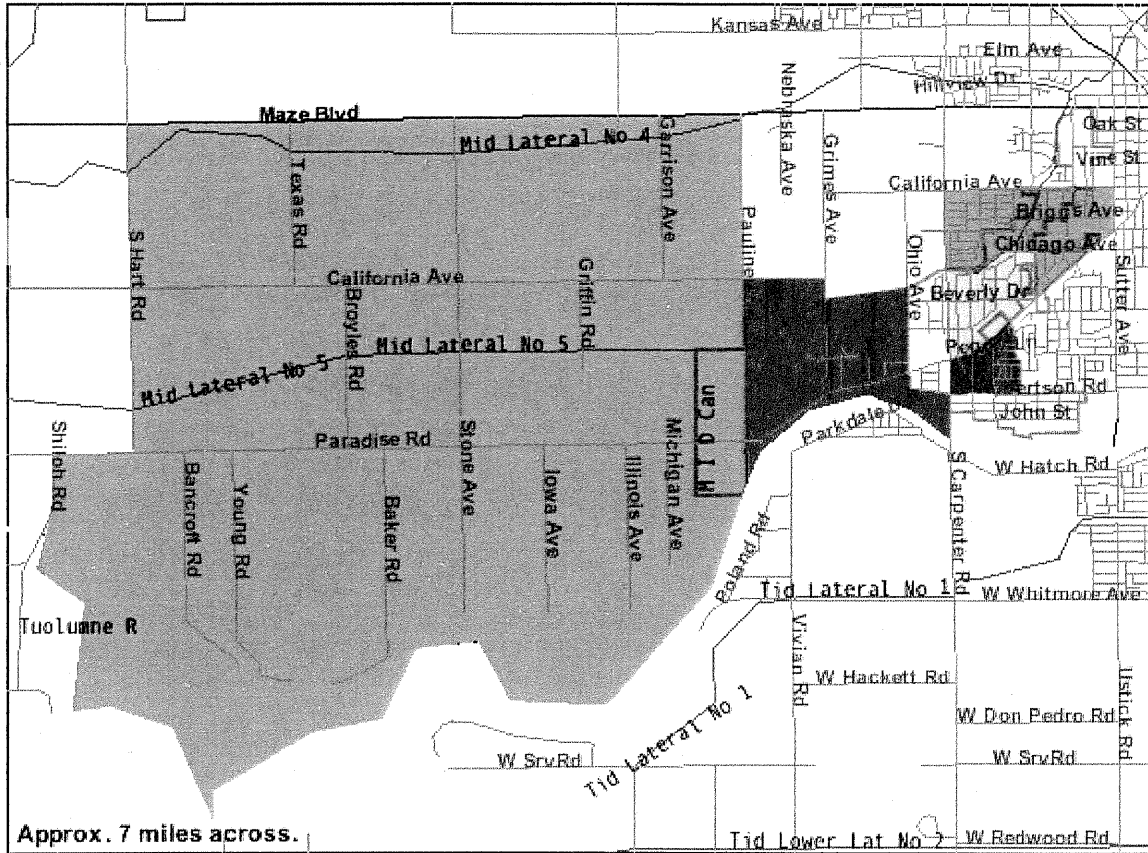 Kansas Ave
Elm Ave
Hillview Dr
Nebraska Ave
Maze Blvd
Mid Lateral No 4
Garrison Ave
Oak St
Vine St
Texas Rd
Grimes Ave
California Ave
Briggs Ave
Pauline
Chicago Ave
S Hart Rd
Ohio Ave
Sutter Ave
California Ave
Griffin Rd
Broyles Rd
Beverly Dr
Mid Lateral No 5
Mid Lateral No 5
ertson Rd
John St
Shiloh Rd
Paradise Rd
Stone Ave
Michigan Ave
Parkdale
W Hatch Rd
Bancroft Rd
Young Rd
Baker Rd
Iowa Ave
Illinois Ave
S Carpenter Rd
Poland Rd
Tid Lateral No 1
W Whitmore Ave
Tuolumne R
Vivian Rd
W Hackett Rd
Ustick Rd
W Don Pedro Rd
Tid Lateral No 1
W Srv Rd
W Srv Rd
Approx. 7 miles across.
Tid Lower Lat No 2
W Redwood Rd